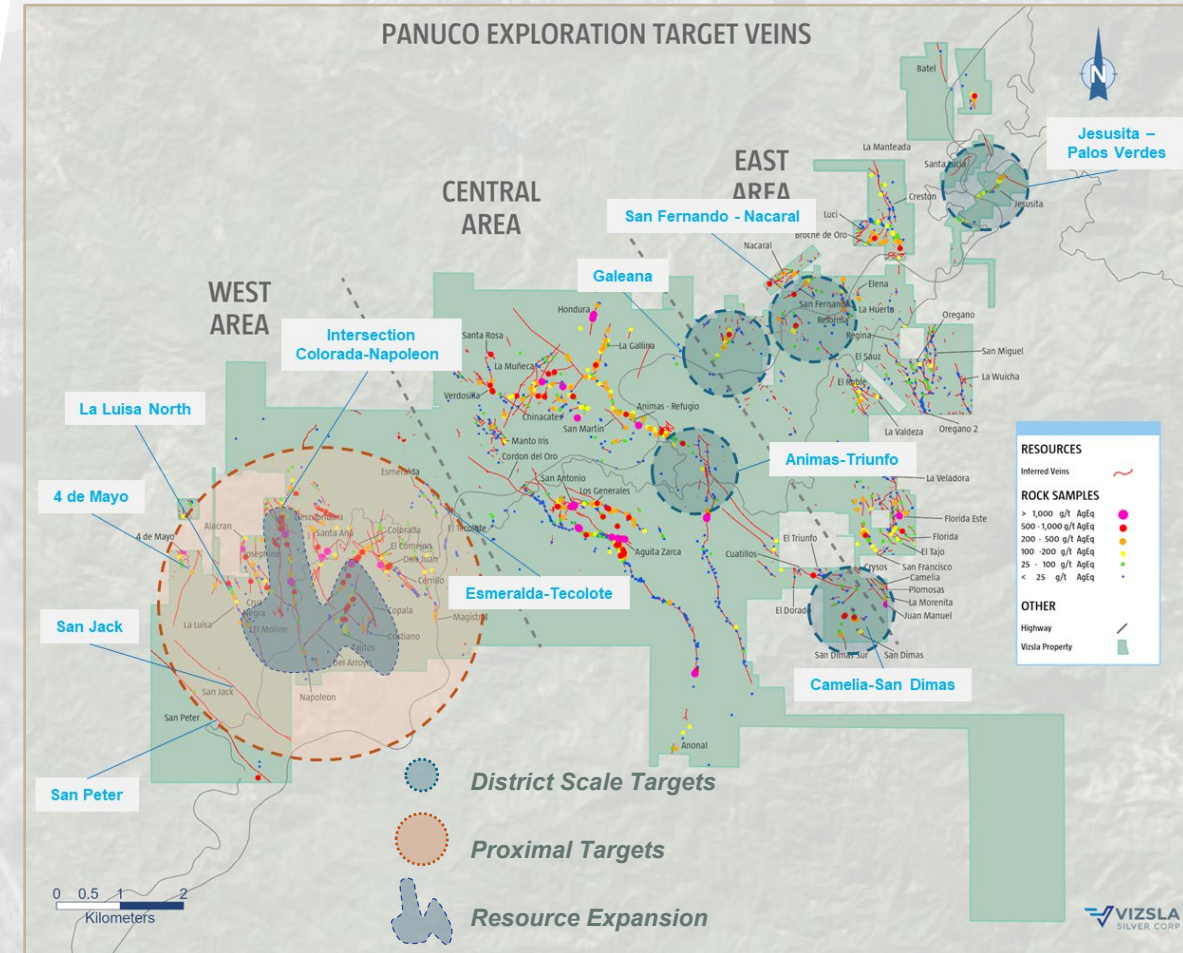 PANUCO EXPLORATION TARGET VEINS
N
Batel
Jesusita –
Palos Verdes
La Manteada
EAST
AREA
Santa Lucia
CENTRAL
AREA
Creston
Jesusita
San Fernando - Nacaral
Luci
Broche de Oro
Nacaral
Galeana
WEST
AREA
Elena
San Fernando
La Huerta
Hondura
Reforma
Oregano
Intersection
Colorada-Napoleon
Santa Rosa
La Gallina
Regina
San Miguel
La Muñeca
El Sauz
La Wuicha
El Roble
Verdosilla
La Luisa North
Chinacates
Animas - Refugio
San Martin
La Valdeza
Oregano 2
Manto Iris
Cordon del Oro
Animas-Triunfo
Esmeralda
San Antonio
La Veladora
4 de Mayo
Los Generales
Descubridora
Florida Este
Alacran
Santa Ana
Colorada
El Tecolote
4 de Mayo
El Triunfo
Florida
Josephine
El Comejen
Aguita Zarca
El Tajo
Don Juan
Cuatillos
San Francisco
Crysos
Cerrillo
Camelia
Esmeralda-Tecolote
Plomosas
Cruz
Negra
Copala
La Morenita
La Luisa
El Dorado
Juan Manuel
San Jack
El Molino
Cristiano
Magistral
Tajitos
Del Arroyo
San Dimas Sur
San Dimas
San Jack
Napoleon
Camelia-San Dimas
San Peter
Anonal
San Peter
RESOURCES
Inferred Veins
ROCK SAMPLES
> 1,000 g/t AgEq
500 - 1,000 g/t AgEq
200 - 500 g/t AgEq
100 -200 g/t AgEq
25 - 100 g/t AgEq
< 25 g/t AgEq
OTHER
Highway
Vizsla Property
District Scale Targets
Proximal Targets
Resource Expansion
0 0.5 1 2
Kilometers
VIZSLA
SILVER CORP